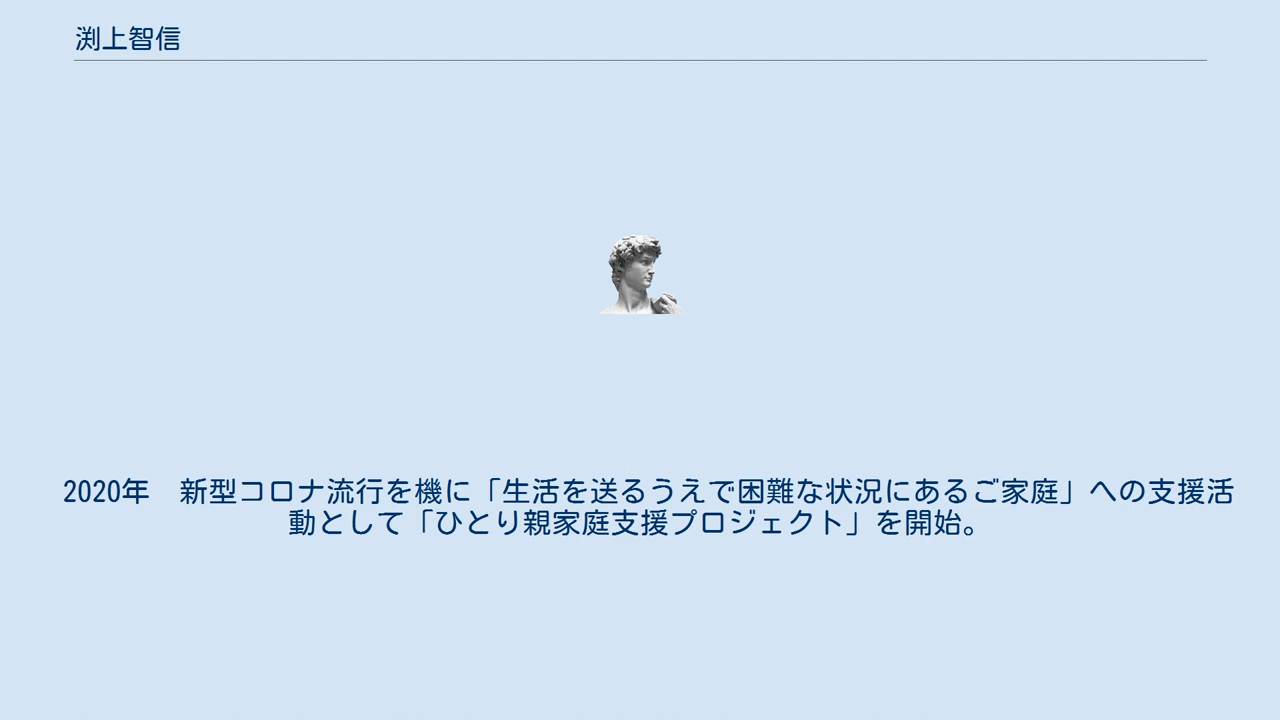 渕上智信
2020年　新型コロナ流行を機に「生活を送るうえで困難な状況にあるご家庭」への支援活
動として「ひとり親家庭支援プロジェクト」を開始。